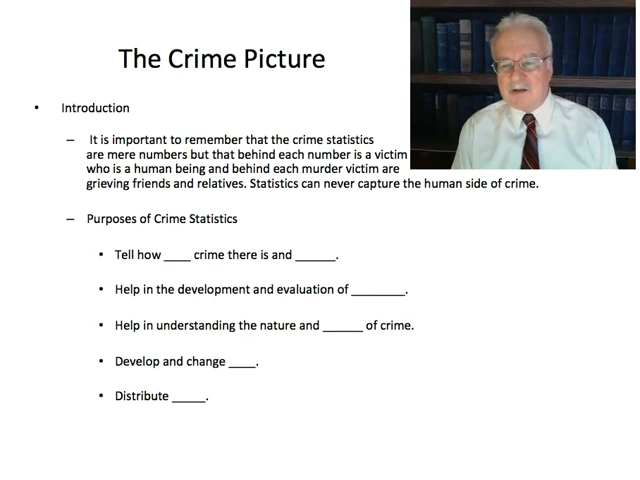 The Crime Picture
• Introduction
– It is important to remember that the crime statistics
are mere numbers but that behind each number is a victim
who is a human being and behind each murder victim are
grieving friends and relatives. Statistics can never capture the human side of crime.
– Purposes of Crime Statistics
• Tell how ____ crime there is and ______.
• Help in the development and evaluation of ________.
• Help in understanding the nature and ______ of crime.
• Develop and change ____.
• Distribute _____.